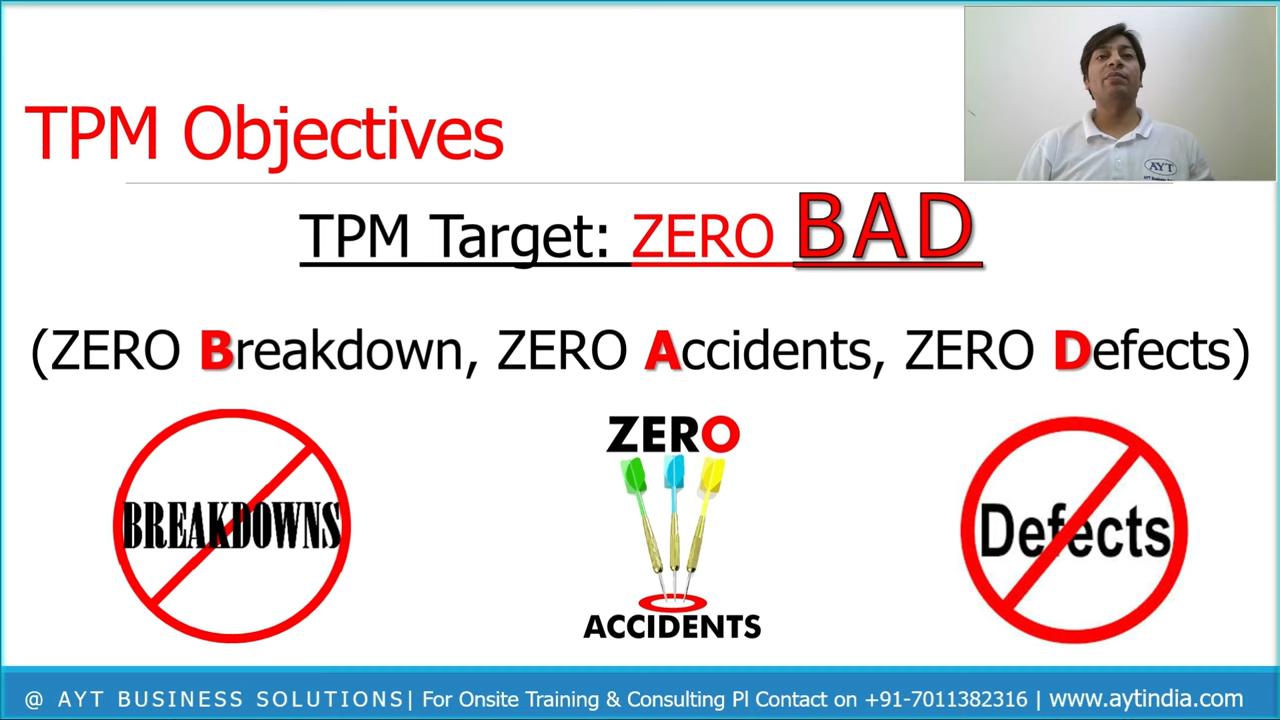 TPM Objectives
AYT
TPM Target: ZERO BAD
(ZERO Breakdown, ZERO Accidents, ZERO Defects)
BREAKDOWNS
ZERO
ACCIDENTS
Defects
@ AYT BUSINESS SOLUTIONS| For Onsite Training & Consulting Pl Contact on +91-7011382316 | www.aytindia.com